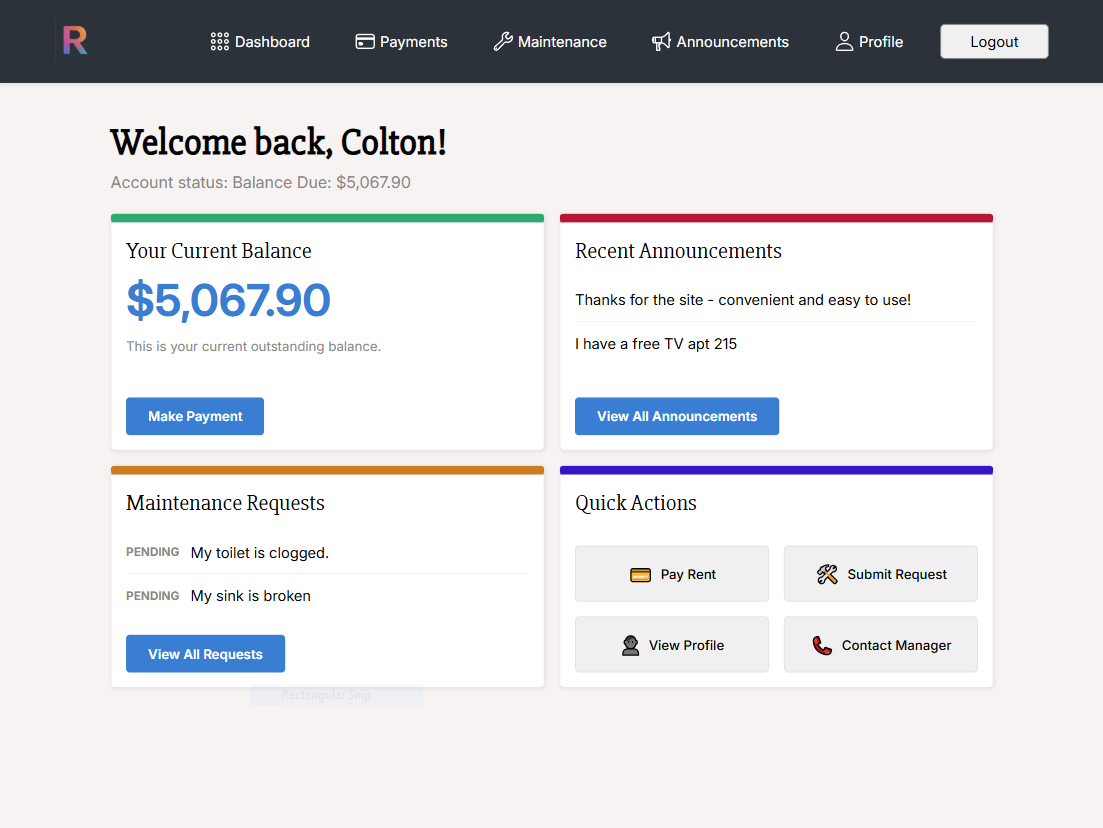 R
Dashboard
Payments
Maintenance
Announcements
Profile
Logout
Welcome back, Colton!
Account status: Balance Due: $5,067.90
Your Current Balance
$5,067.90
This is your current outstanding balance.
Make Payment
Recent Announcements
Thanks for the site - convenient and easy to use!
I have a free TV apt 215
View All Announcements
Maintenance Requests
PENDING My toilet is clogged.
PENDING My sink is broken
View All Requests
Rectangular Snip
Quick Actions
Pay Rent
Submit Request
View Profile
Contact Manager